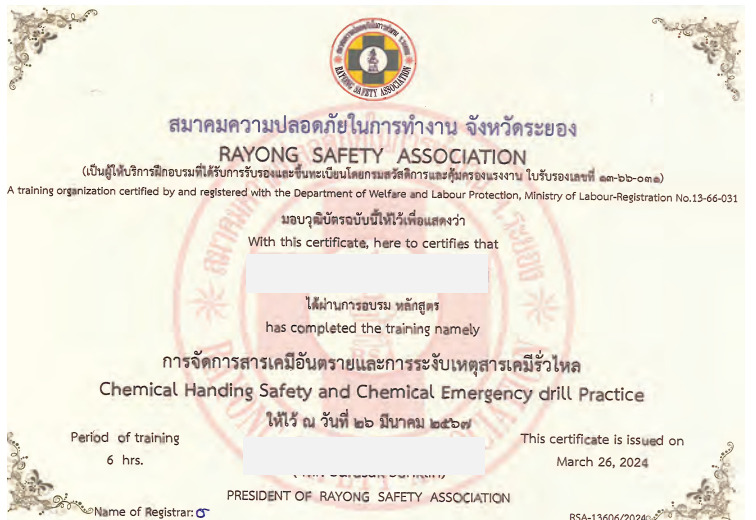 RAYONG SAFETY ASSOCIATION
สมาคมความปลอดภัยในการทำงาน จังหวัดระยอง
RAYONG SAFETY ASSOCIATION
(เป็นผู้ให้บริการฝึกอบรมที่ได้รับการรับรองและขึ้นทะเบียนโดยกรมสวัสดิการและคุ้มครองแรงงาน ใบรับรองเลขที่ ๑๓-๖๖-๐๓๑)
A training organization certified by and registered with the Department of Welfare and Labour Protection, Ministry of Labour-Registration No.13-66-031
มอบวุฒิบัตรฉบับนี้ให้ไว้เพื่อแสดงว่า
With this certificate, here to certifies that
ได้ผ่านการอบรม หลักสูตร
has completed the training namely
การจัดการสารเคมีอันตรายและการระงับเหตุสารเคมีรั่วไหล
Chemical Handing Safety and Chemical Emergency drill Practice
ให้ไว้ ณ วันที่ ๒๖ มีนาคม ๒๕๖๗
Period of training
6 hrs.
This certificate is issued on
March 26, 2024
PRESIDENT OF RAYONG SAFETY ASSOCIATION
Name of Registrar:
RSA-13606/2024